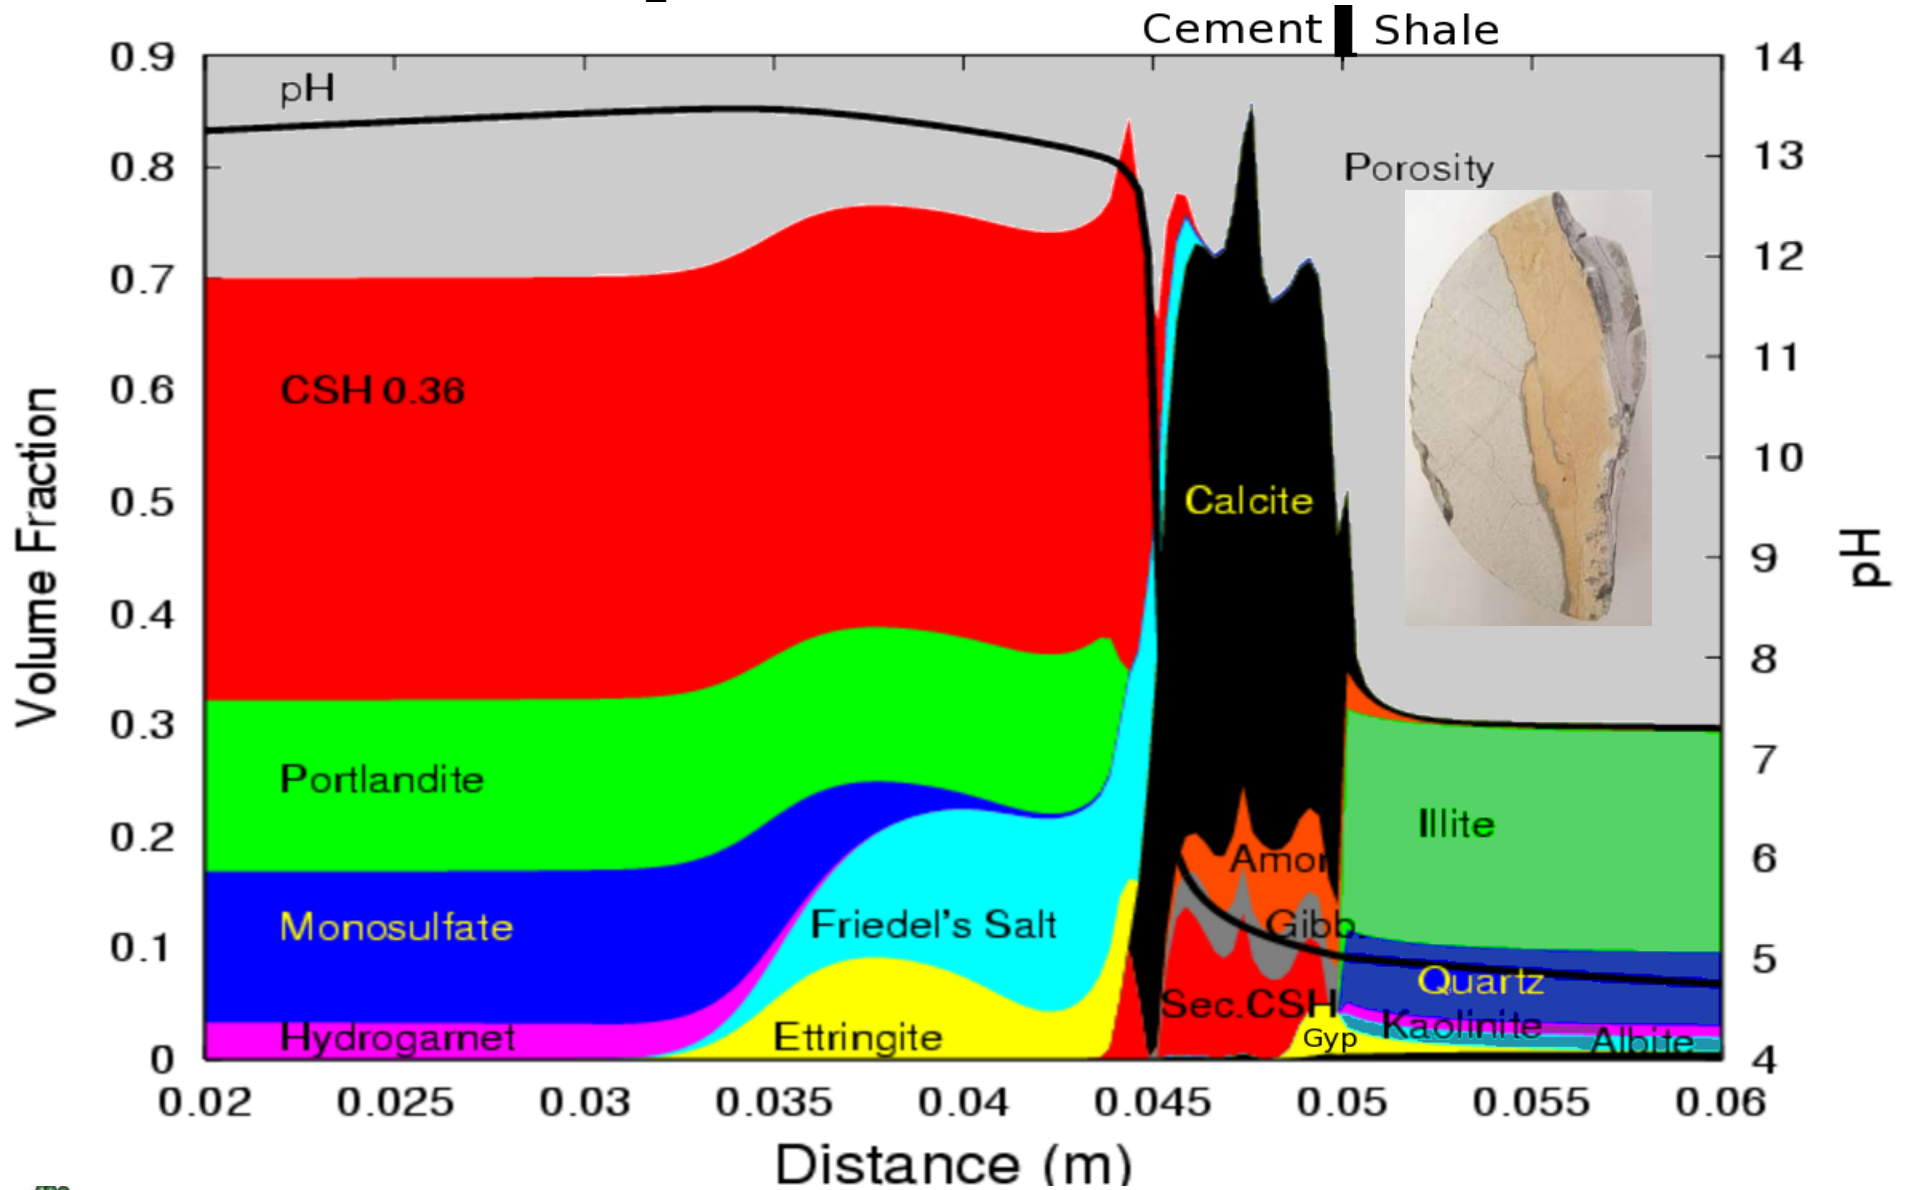 Cement Shale
0.9
0.8
0.7
0.6
0.5
0.4
0.3
0.2
0.1
0
Volume Fraction
14
13
12
11
10
9
8
7
6
5
4
pH
pH
Porosity
CSH 0.36
Calcite
Portlandite
Illite
Amor
Monosulfate
Friedel's Salt
Gibb
Quartz
Sec.CSH
Hydrogarnet
Ettringite
Gyp
Kaolinite
Albite
0.02 0.025 0.03 0.035 0.04 0.045 0.05 0.055 0.06
Distance (m)